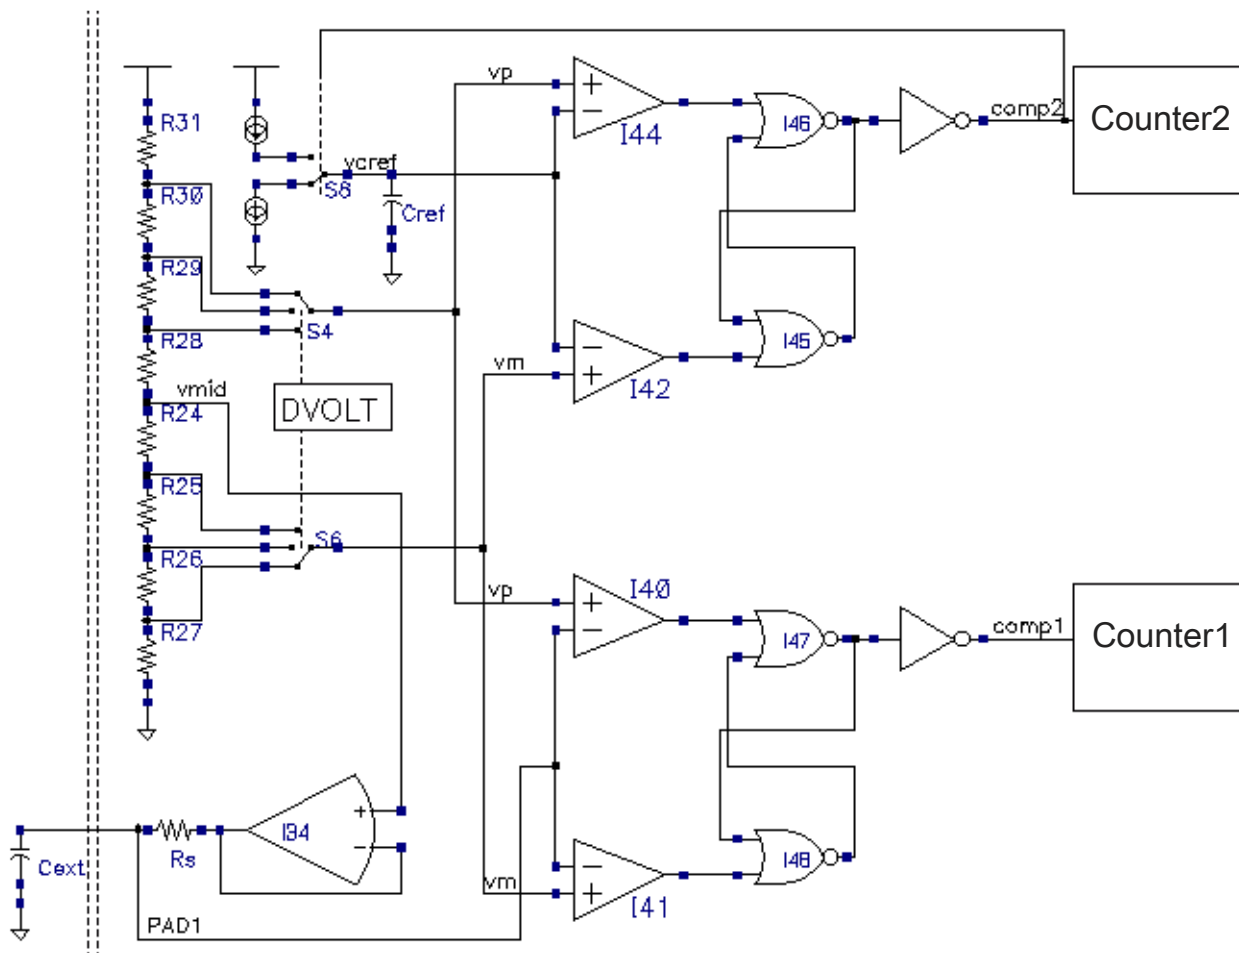 vp
+
−
I44
I46
comp2
Counter2
R31
vcref
S8
Cref
R30
R29
S4
I45
R28
vm
−
+
I42
vmid
R24
DVOLT
R25
S6
R26
vp
+
−
I40
I47
comp1
Counter1
R27
+
−
I34
Rs
Cext
PAD1
−
+
vm
I41
I48